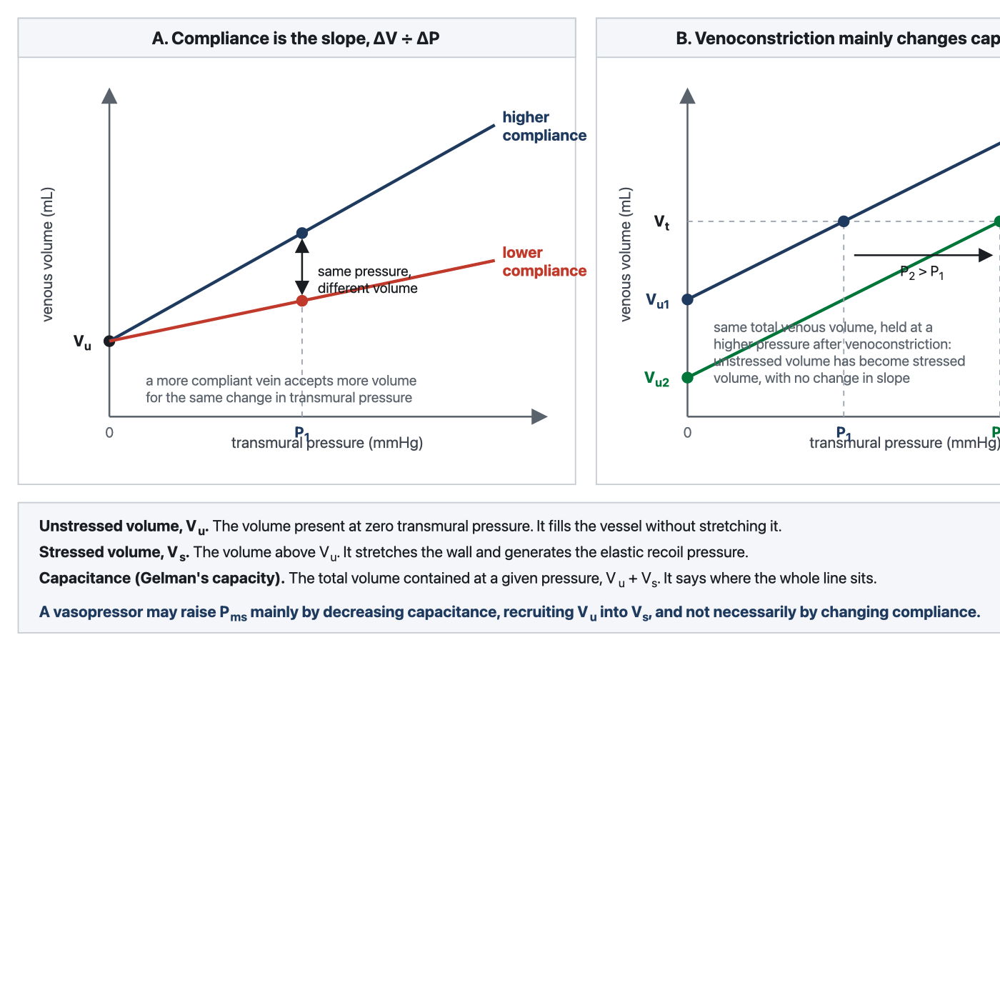 A. Compliance is the slope, ΔV ÷ ΔP
venous volume (mL)
higher
compliance
lower
compliance
same pressure,
different volume
Vu
a more compliant vein accepts more volume
for the same change in transmural pressure
0
P1
transmural pressure (mmHg)
B. Venoconstriction mainly changes cap
venous volume (mL)
Vt
P2 > P1
Vu1
same total venous volume, held at a
higher pressure after venoconstriction:
unstressed volume has become stressed
volume, with no change in slope
Vu2
0
P1
P
transmural pressure (mmHg)
Unstressed volume, Vu. The volume present at zero transmural pressure. It fills the vessel without stretching it.
Stressed volume, Vs. The volume above Vu. It stretches the wall and generates the elastic recoil pressure.
Capacitance (Gelman's capacity). The total volume contained at a given pressure, Vu + Vs. It says where the whole line sits.
A vasopressor may raise Pms mainly by decreasing capacitance, recruiting Vu into Vs, and not necessarily by changing compliance.